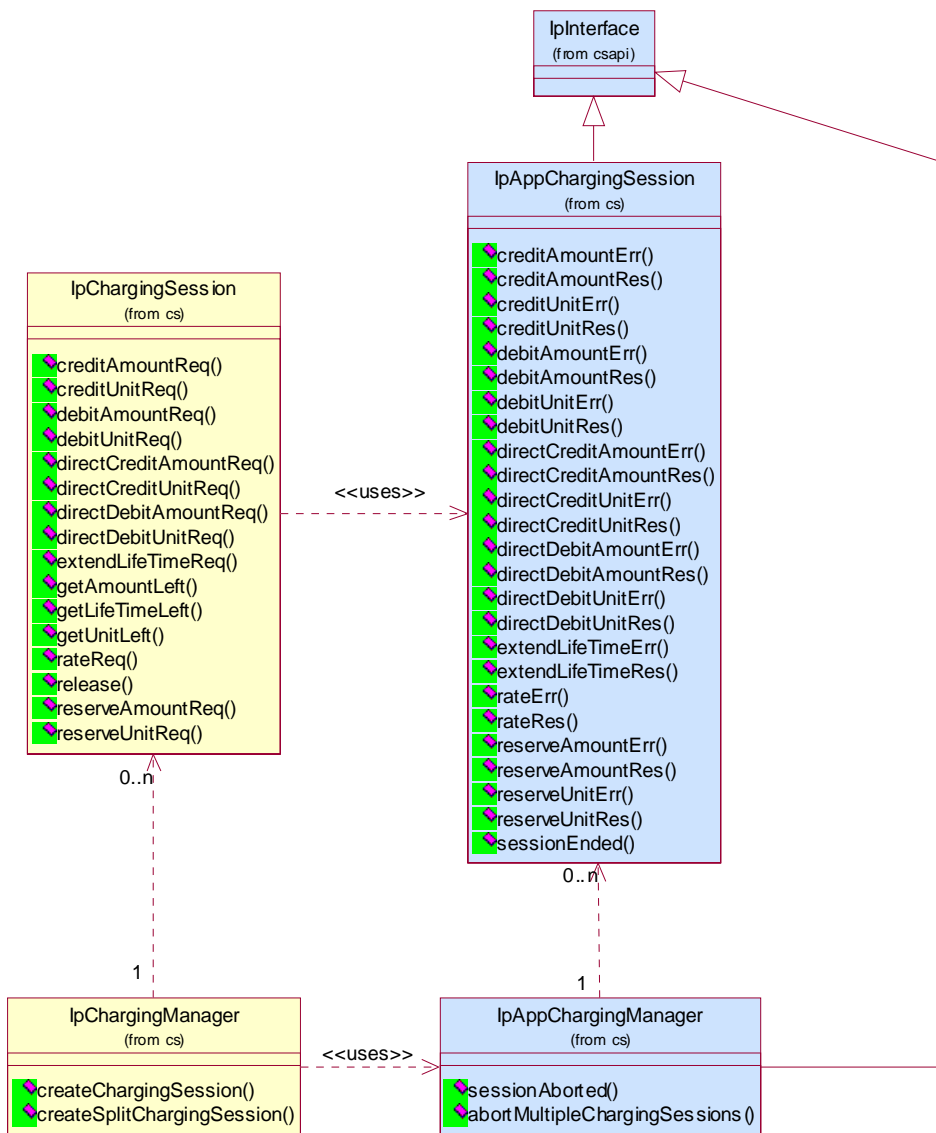 IpInterface
(from csapi)
IpAppChargingSession
(from cs)
creditAmountErr()
creditAmountRes()
creditUnitErr()
creditUnitRes()
debitAmountErr()
debitAmountRes()
debitUnitErr()
debitUnitRes()
directCreditAmountErr()
directCreditAmountRes()
directCreditUnitErr()
directCreditUnitRes()
directDebitAmountErr()
directDebitAmountRes()
directDebitUnitErr()
directDebitUnitRes()
extendLifeTimeErr()
extendLifeTimeRes()
rateErr()
rateRes()
reserveAmountErr()
reserveAmountRes()
reserveUnitErr()
reserveUnitRes()
sessionEnded()
IpChargingSession
(from cs)
creditAmountReq()
creditUnitReq()
debitAmountReq()
debitUnitReq()
directCreditAmountReq()
directCreditUnitReq()
directDebitAmountReq()
directDebitUnitReq()
extendLifeTimeReq()
getAmountLeft()
getLifeTimeLeft()
getUnitLeft()
rateReq()
release()
reserveAmountReq()
reserveUnitReq()
<<uses>>
0..n
0..n
1
1
IpChargingManager
(from cs)
createChargingSession()
createSplitChargingSession()
<<uses>>
IpAppChargingManager
(from cs)
sessionAborted()
abortMultipleChargingSessions()